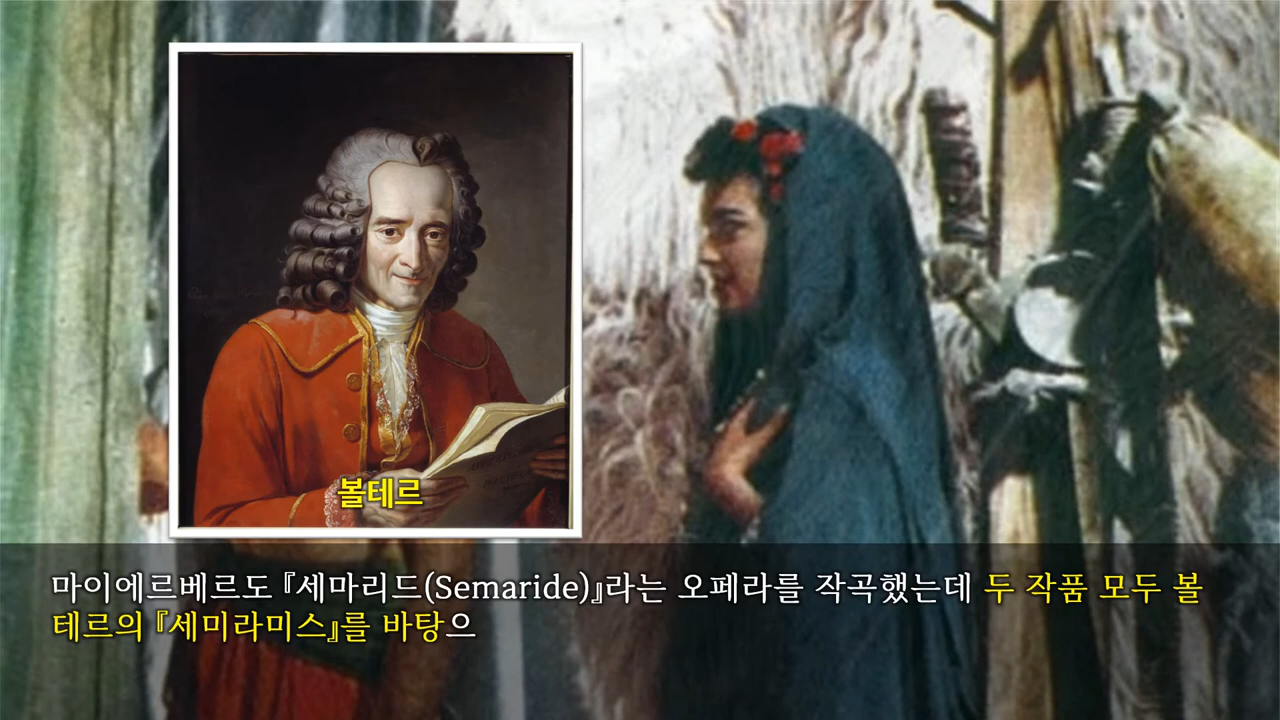 볼테르
마이에르베르도 『세마리드(Semaride)』라는 오페라를 작곡했는데 두 작품 모두 볼
테르의 『세미라미스』를 바탕으